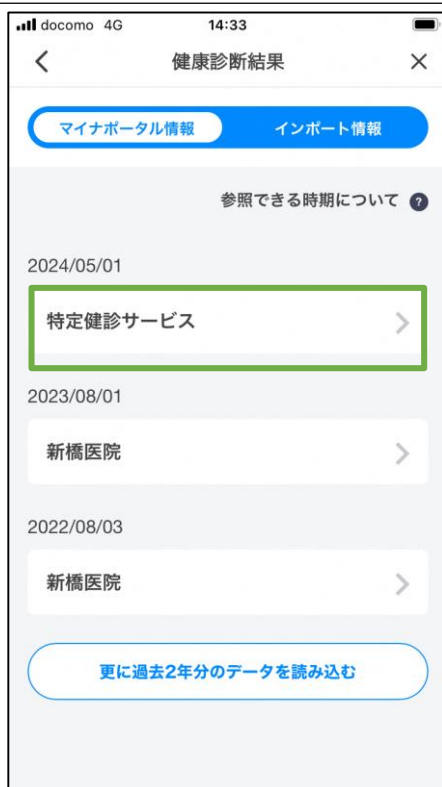 docomo 4G 14:33
健康診断結果
マイナポータル情報 インポート情報
参照できる時期について ?
2024/05/01
特定健診サービス
2023/08/01
新橋医院
2022/08/03
新橋医院
更に過去2年分のデータを読み込む